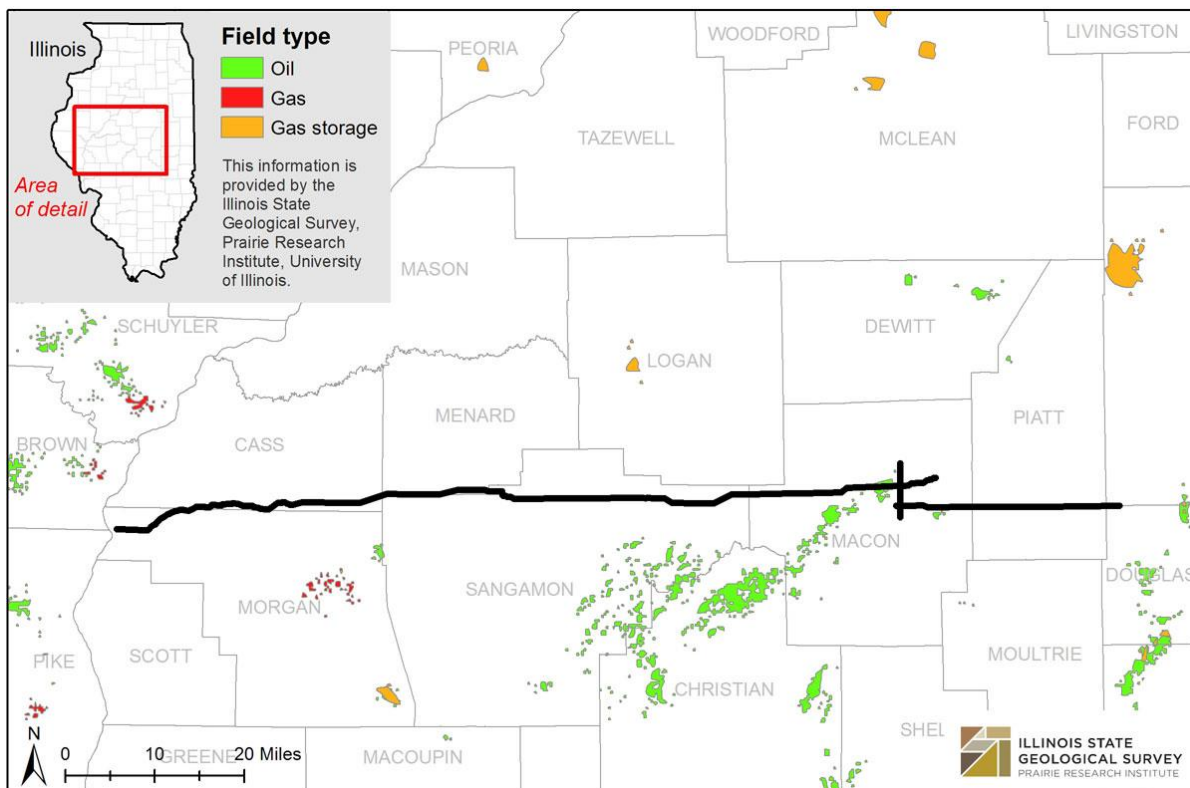 Illinois
Area
of detail
Field type
Oil
Gas
Gas storage
This information is
provided by the
Illinois State
Geological Survey,
Prairie Research
Institute, University
of Illinois.
PEORIA
WOODFORD
LIVINGSTON
TAZEWELL
MCLEAN
FORD
MASON
SCHUYLER
DEWITT
LOGAN
MENARD
PIATT
BROWN
CASS
MACON
SANGAMON
DOUGLAS
MORGAN
PIKE
SCOTT
MOULTRIE
CHRISTIAN
SHEL
GREENE
MACOUPIN
N
0 10 20 Miles
ILLINOIS STATE
GEOLOGICAL SURVEY
PRAIRIE RESEARCH INSTITUTE